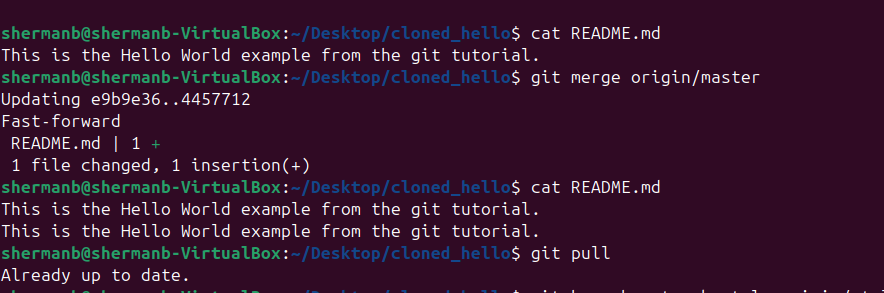 shermanb@shermanb-VirtualBox:~/Desktop/cloned_hello$ cat README.md
This is the Hello World example from the git tutorial.
shermanb@shermanb-VirtualBox:~/Desktop/cloned_hello$ git merge origin/master
Updating e9b9e36..4457712
Fast-forward
 README.md | 1 +
 1 file changed, 1 insertion(+)
shermanb@shermanb-VirtualBox:~/Desktop/cloned_hello$ cat README.md
This is the Hello World example from the git tutorial.
This is the Hello World example from the git tutorial.
shermanb@shermanb-VirtualBox:~/Desktop/cloned_hello$ git pull
Already up to date.